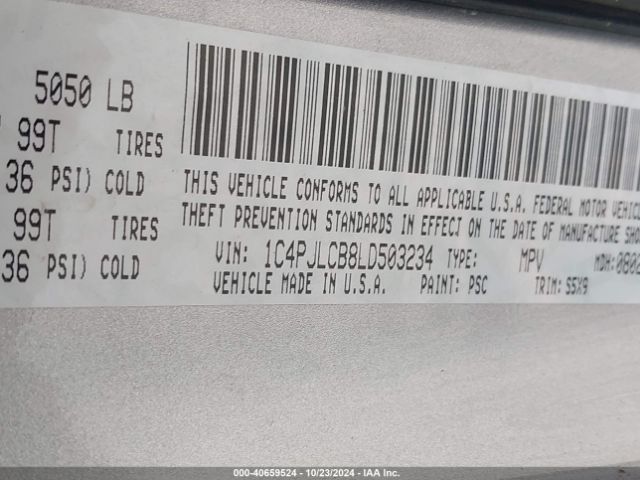 5050 LB
99T TIRES
36 PSI) COLD
99T TIRES
36 PSI) COLD
THIS VEHICLE CONFORMS TO ALL APPLICABLE U.S.A. FEDERAL MOTOR
THEFT PREVENTION STANDARDS IN EFFECT ON THE DATE OF MANUFACTURE
VIN: 1C4PJLCB8LD503234 TYPE: MPV MDH:
VEHICLE MADE IN U.S.A. PAINT: PSC TRIM: S5X9
000-40659524 - 10/23/2024 - IAA Inc.